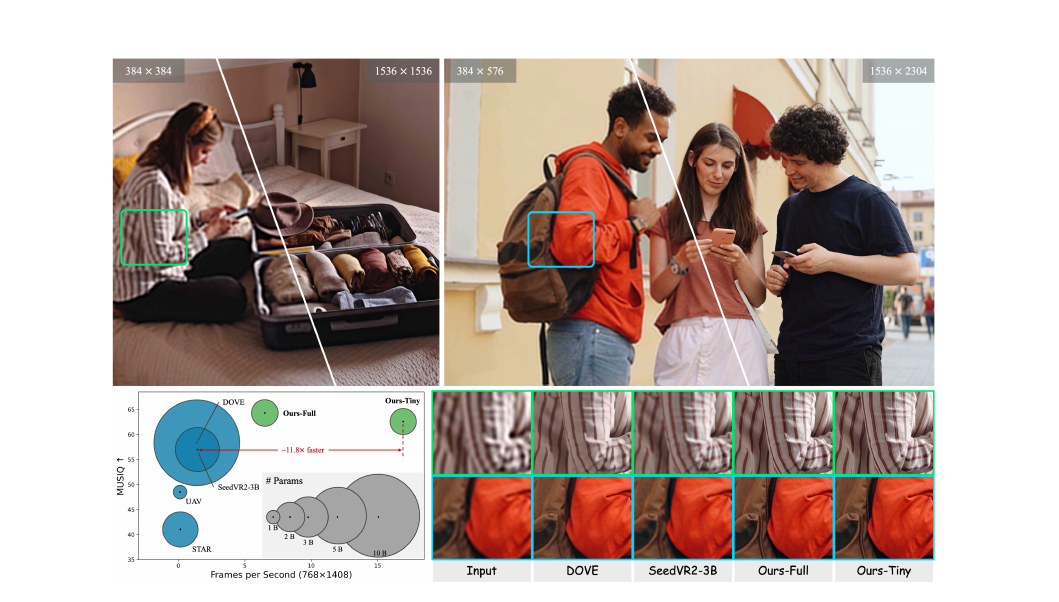 384 × 384
1536 × 1536
384 × 576
1536 × 2304
65
60
55
50
45
40
35
MUSIQ ↑
DOVE
Ours-Full
Ours-Tiny
~11.8× faster
SeedVR2-3B
UAV
STAR
# Params
1 B
2 B
3 B
5 B
10 B
0
5
10
15
Frames per Second (768×1408)
Input
DOVE
SeedVR2-3B
Ours-Full
Ours-Tiny